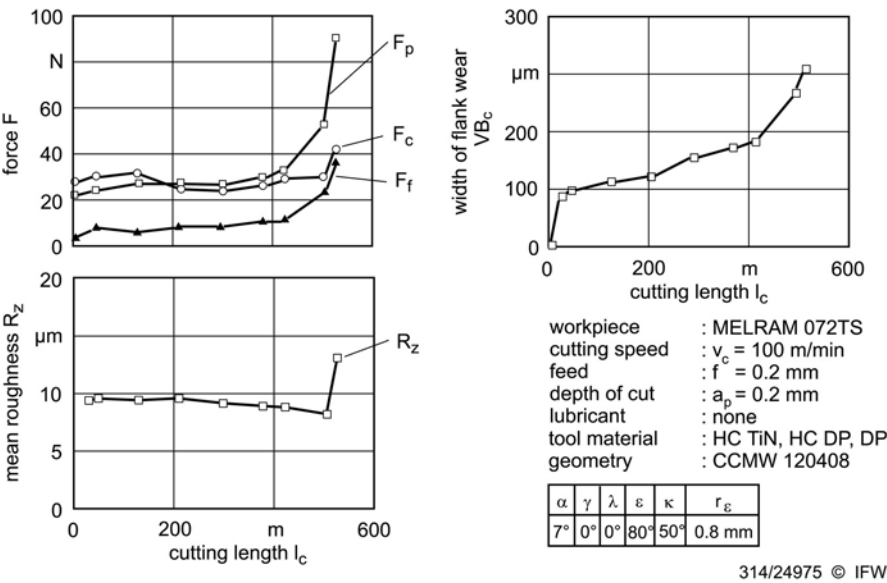 100
N
60
40
20
0
force F
F_p
F_c
F_f
20
µm
10
5
0
mean roughness R_z
R_z
0 200 m 600
cutting length l_c
300
µm
200
100
0
width of flank wear
VB_c
0 200 m 600
cutting length l_c
workpiece : MELRAM 072TS
cutting speed : v_c = 100 m/min
feed : f = 0.2 mm
depth of cut : a_p = 0.2 mm
lubricant : none
tool material : HC TiN, HC DP, DP
geometry : CCMW 120408
α γ λ ε κ r_ε
7° 0° 0° 80° 50° 0.8 mm
314/24975 © IFW